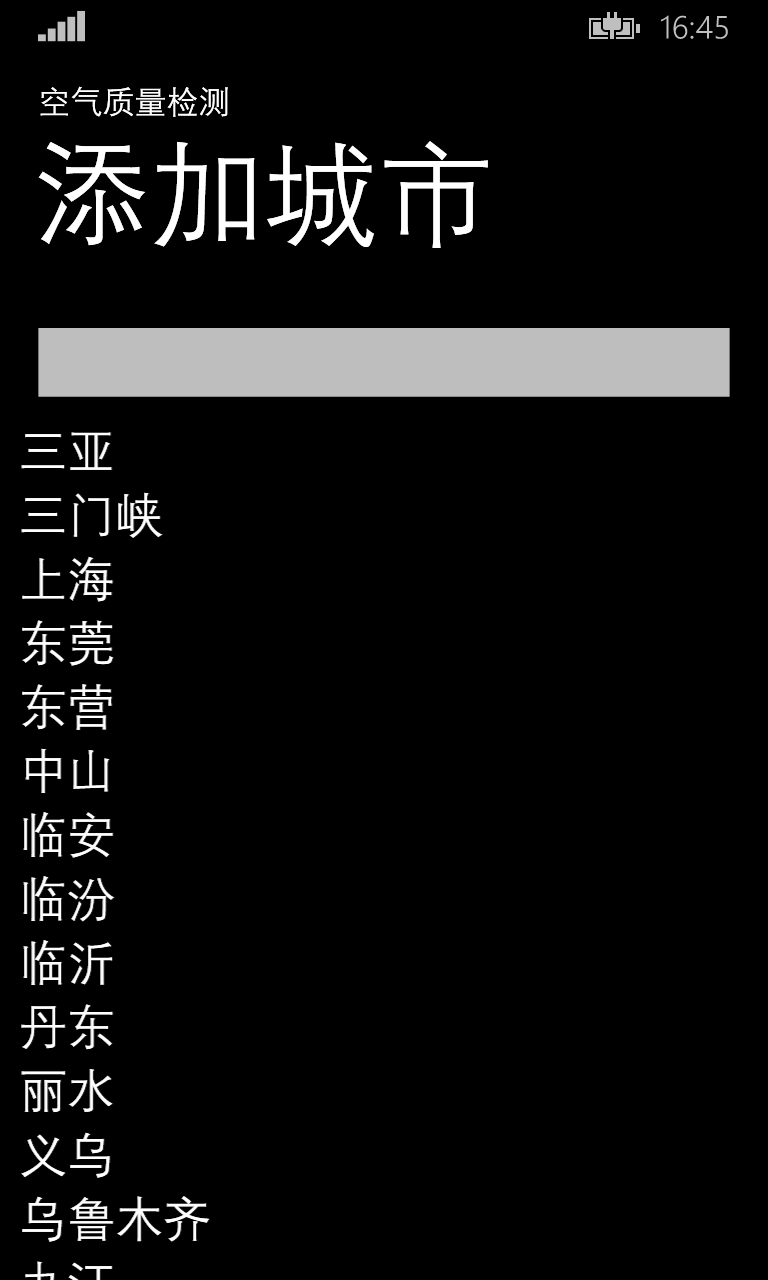 16:45
空气质量检测
添加城市
三亚
三门峡
上海
东莞
东营
中山
临安
临汾
临沂
丹东
丽水
义乌
乌鲁木齐
九江